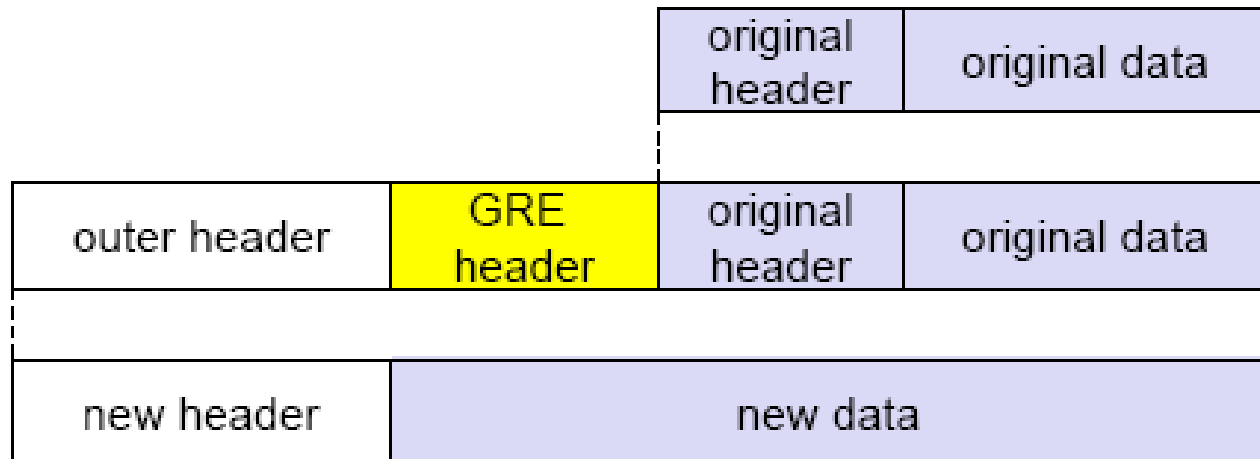 original
header
original data
outer header
GRE
header
original
header
original data
new header
new data